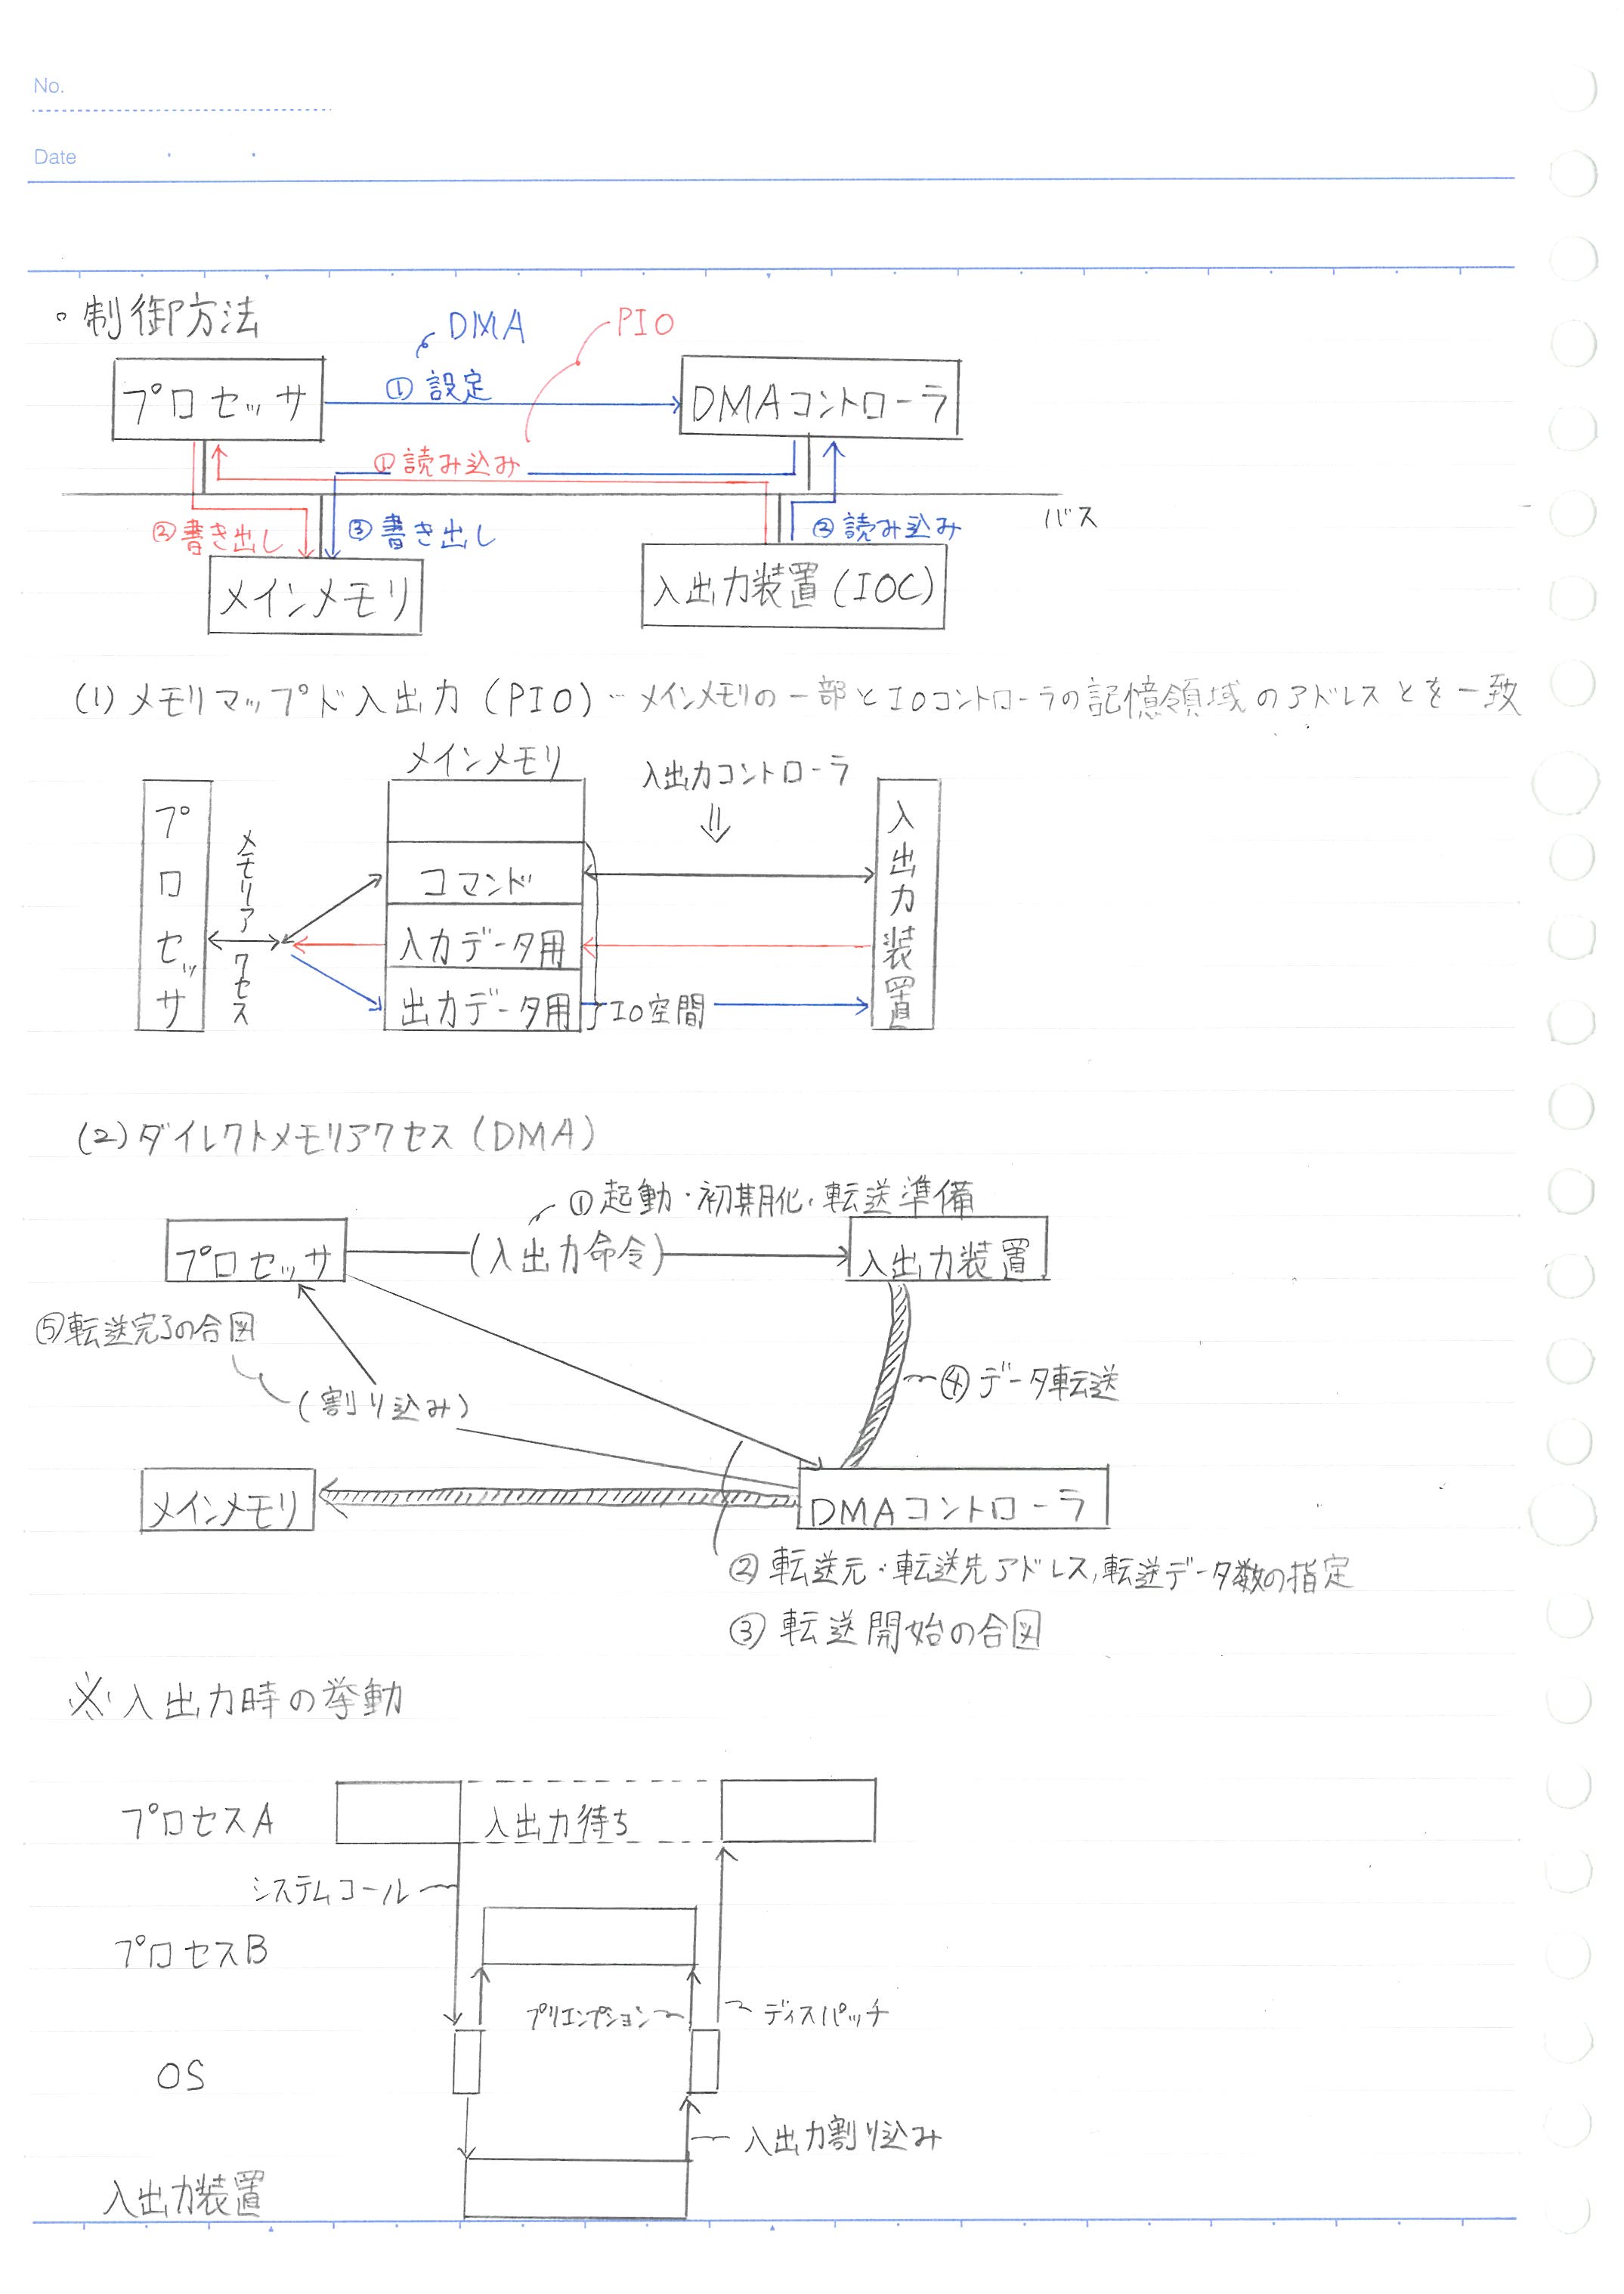 No.
Date
。制御方法
DMA
PIO
プロセッサ
①設定
DMAコントローラ
①読み込み
バス
②書き出し
③書き出し
②読み込み
メインメモリ
入出力装置(IOC)
(1)メモリマップド入出力(PIO)…メインメモリの一部とIOコントローラの記憶領域のアドレスとを一致
メインメモリ
入出力コントローラ
プロセッサ
メモリアクセス
コマンド
入力データ用
出力データ用
IO空間
入出力装置
(2)ダイレクトメモリアクセス(DMA)
①起動・初期化・転送準備
プロセッサ
(入出力命令)
入出力装置
⑤転送完了の合図
④データ転送
(割り込み)
メインメモリ
DMAコントローラ
②転送元・転送先アドレス,転送データ数の指定
③転送開始の合図
※入出力時の挙動
プロセスA
入出力待ち
システムコール
プロセスB
プリエンプション
ディスパッチ
OS
入出力割り込み
入出力装置